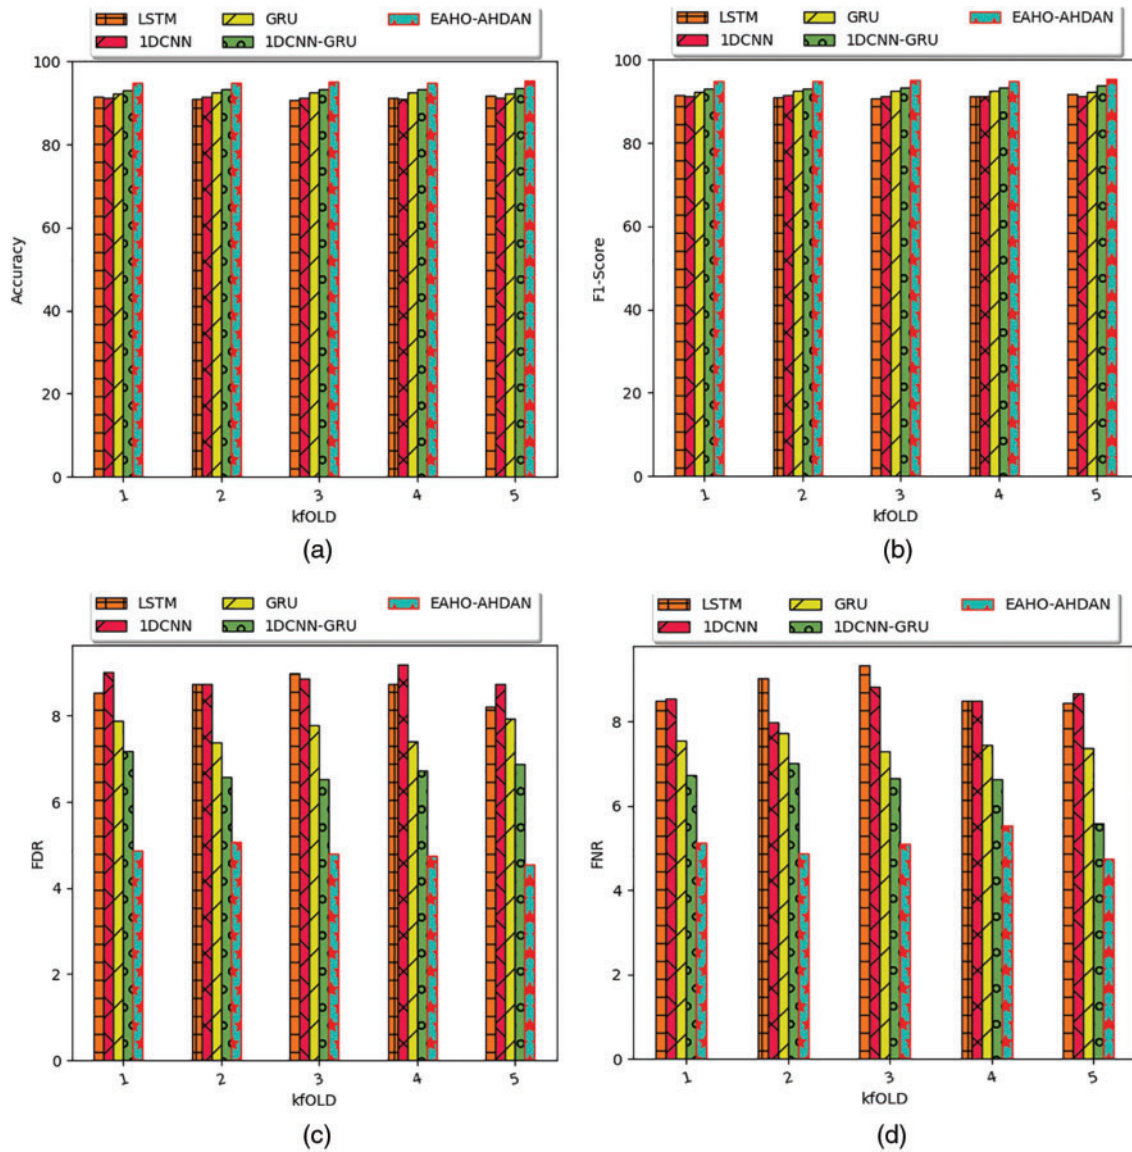 LSTM GRU EAHO-AHDAN
1DCNN 1DCNN-GRU
100
80
60
40
20
0
Accuracy
1 2 3 4 5
kfOLD
(a)
LSTM GRU EAHO-AHDAN
1DCNN 1DCNN-GRU
100
80
60
40
20
0
F1-Score
1 2 3 4 5
kfOLD
(b)
LSTM GRU EAHO-AHDAN
1DCNN 1DCNN-GRU
8
6
4
2
0
FDR
1 2 3 4 5
kfOLD
(c)
LSTM GRU EAHO-AHDAN
1DCNN 1DCNN-GRU
8
6
4
2
0
FNR
1 2 3 4 5
kfOLD
(d)